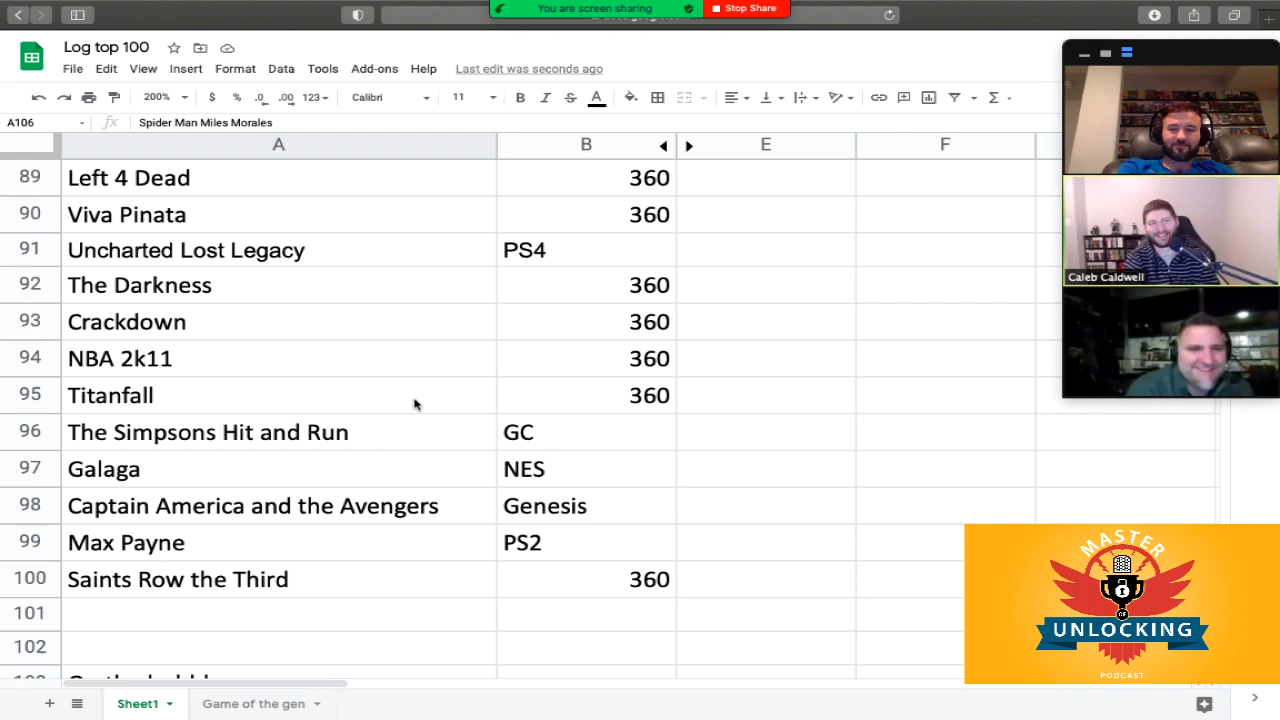 You are screen sharing
Stop Share
Log top 100
File Edit View Insert Format Data Tools Add-ons Help Last edit was seconds ago
200% $ % .0 .00 123 Calibri 11 B I S A
A106 fx Spider Man Miles Morales
A B E F
89 Left 4 Dead 360
90 Viva Pinata 360
91 Uncharted Lost Legacy PS4
92 The Darkness 360
93 Crackdown 360
94 NBA 2k11 360
95 Titanfall 360
96 The Simpsons Hit and Run GC
97 Galaga NES
98 Captain America and the Avengers Genesis
99 Max Payne PS2
100 Saints Row the Third 360
101
102
Sheet1 Game of the gen
Caleb Caldwell
MASTER
OF
UNLOCKING
PODCAST